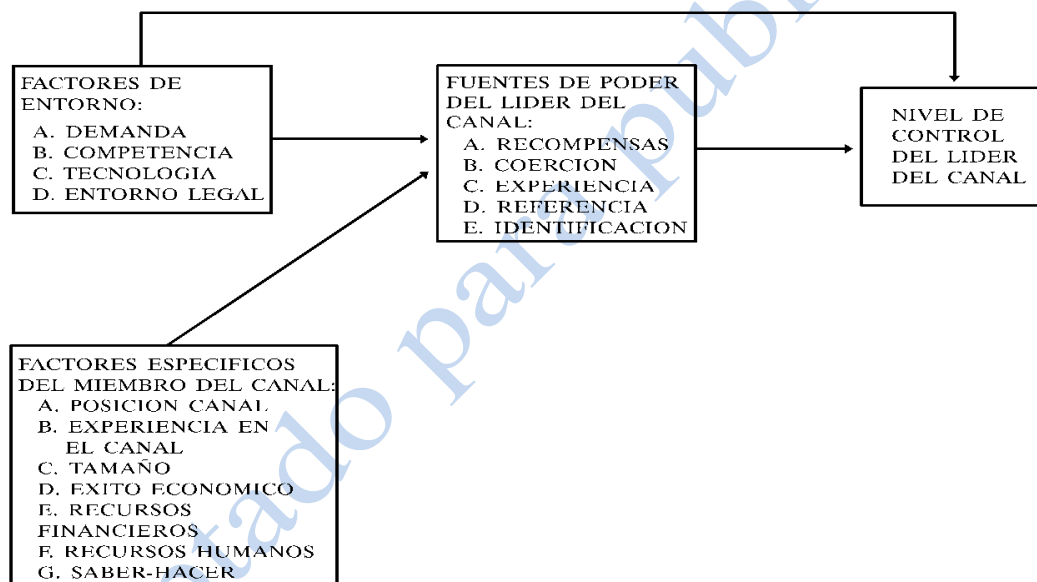 FACTORES DE
ENTORNO:
A. DEMANDA
B. COMPETENCIA
C. TECNOLOGIA
D. ENTORNO LEGAL
FUENTES DE PODER
DEL LIDER DEL
CANAL:
A. RECOMPENSAS
B. COERCION
C. EXPERIENCIA
D. REFERENCIA
E. IDENTIFICACION
NIVEL DE
CONTROL
DEL LIDER
DEL CANAL
FACTORES ESPECIFICOS
DEL MIEMBRO DEL CANAL:
A. POSICION CANAL
B. EXPERIENCIA EN
EL CANAL
C. TAMAÑO
D. EXITO ECONOMICO
E. RECURSOS
FINANCIEROS
F. RECURSOS HUMANOS
G. SABER-HACER
para